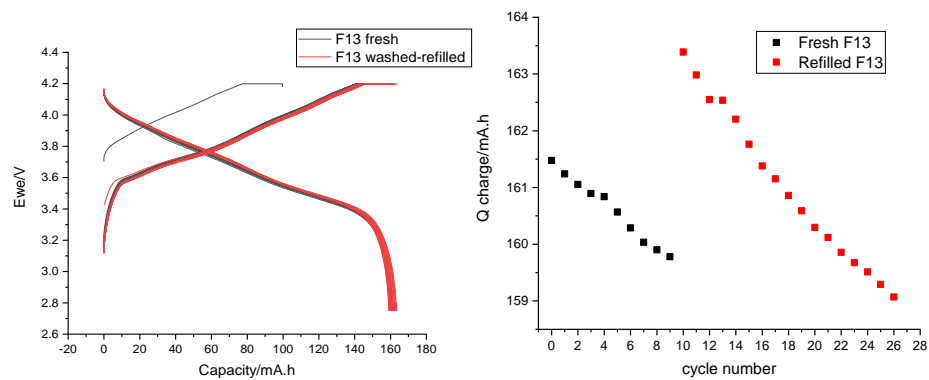 F13 fresh
F13 washed-refilled
4.4
4.2
4.0
3.8
3.6
3.4
3.2
3.0
2.8
2.6
Ewe/V
-20 0 20 40 60 80 100 120 140 160 180
Capacity/mA.h
Fresh F13
Refilled F13
164
163
162
161
160
159
Q charge/mA.h
0 2 4 6 8 10 12 14 16 18 20 22 24 26 28
cycle number